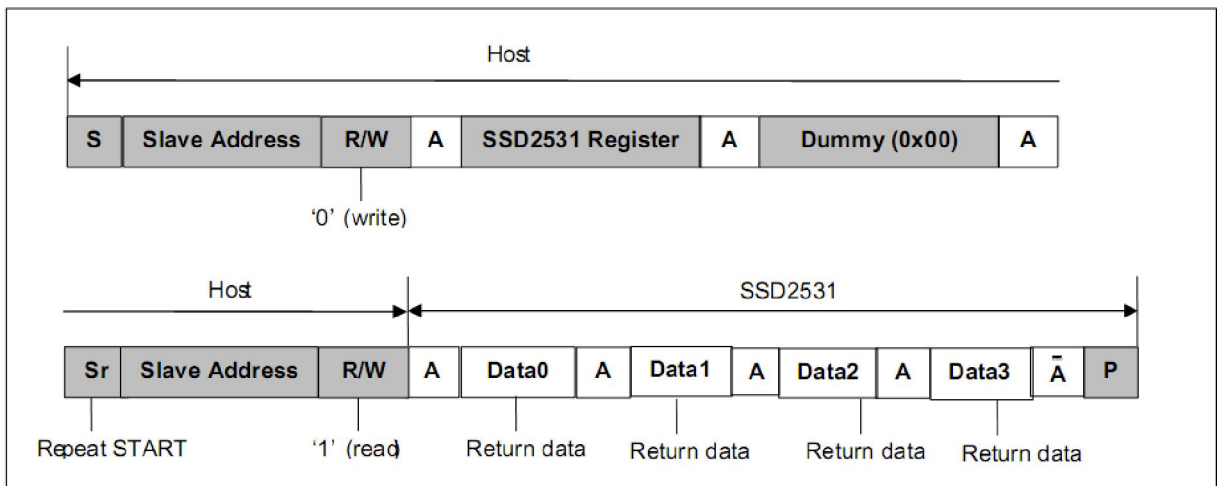 Host
S Slave Address R/W A SSD2531 Register A Dummy (0x00) A
‘0’ (write)
Host SSD2531
Sr Slave Address R/W A Data0 A Data1 A Data2 A Data3 Ā P
Repeat START ‘1’ (read) Return data Return data Return data Return data